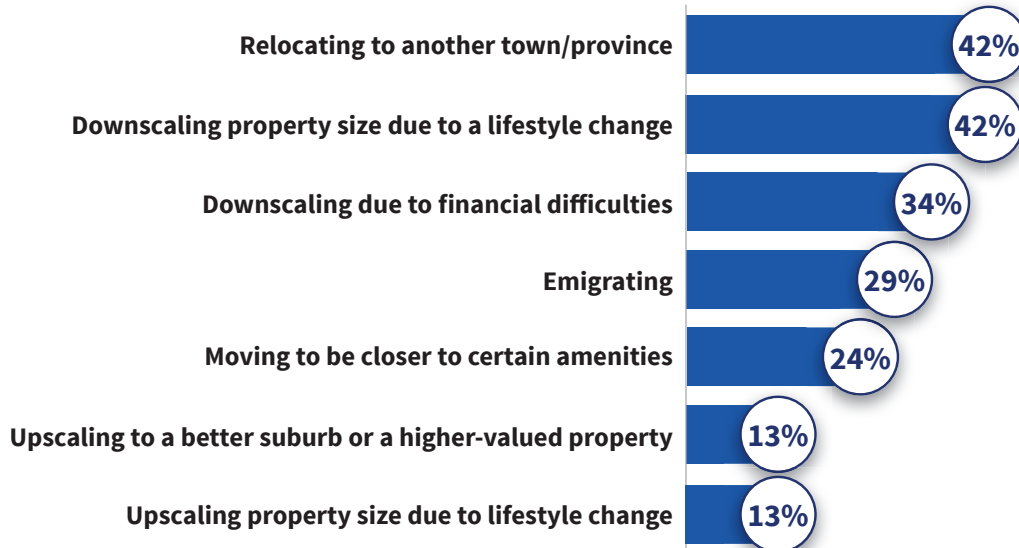 Relocating to another town/province 42%
Downscaling property size due to a lifestyle change 42%
Downscaling due to financial difficulties 34%
Emigrating 29%
Moving to be closer to certain amenities 24%
Upscaling to a better suburb or a higher-valued property 13%
Upscaling property size due to lifestyle change 13%